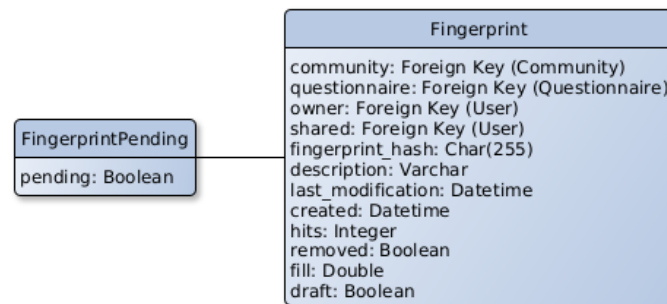 FingerprintPending
pending: Boolean
Fingerprint
community: Foreign Key (Community)
questionnaire: Foreign Key (Questionnaire)
owner: Foreign Key (User)
shared: Foreign Key (User)
fingerprint_hash: Char(255)
description: Varchar
last_modification: Datetime
created: Datetime
hits: Integer
removed: Boolean
fill: Double
draft: Boolean